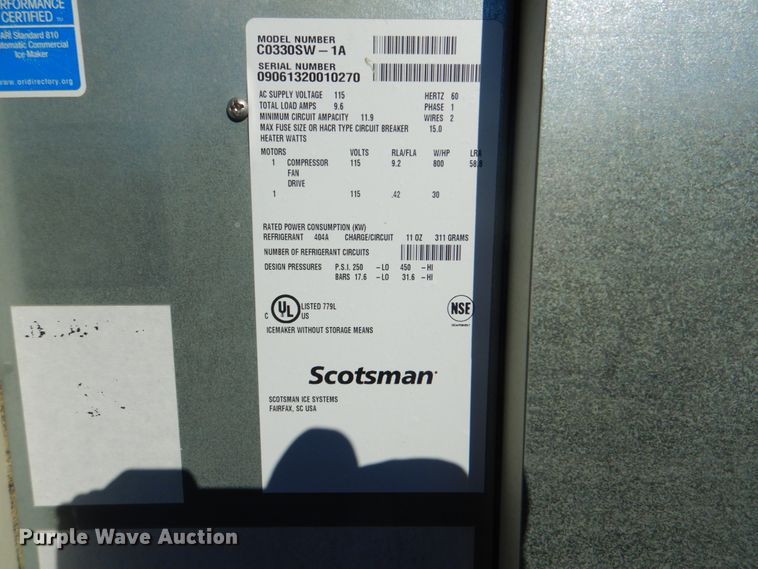 PERFORMANCE
CERTIFIED TM
ARI Standard 810
Automatic Commercial
Ice-Maker
www.aridirectory.org
MODEL NUMBER
C0330SW-1A
SERIAL NUMBER
09061320010270
AC SUPPLY VOLTAGE 115 HERTZ 60
TOTAL LOAD AMPS 9.6 PHASE 1
MINIMUM CIRCUIT AMPACITY 11.9 WIRES 2
MAX FUSE SIZE OR HACR TYPE CIRCUIT BREAKER 15.0
HEATER WATTS
MOTORS VOLTS RLA/FLA W/HP LRA
1 COMPRESSOR 115 9.2 800 58.8
FAN
DRIVE
1 115 .42 30
RATED POWER CONSUMPTION (KW)
REFRIGERANT 404A CHARGE/CIRCUIT 11 OZ 311 GRAMS
NUMBER OF REFRIGERANT CIRCUITS
DESIGN PRESSURES P.S.I. 250 -LO 450 -HI
BARS 17.6 -LO 31.6 -HI
C UL US LISTED 779L
NSF
ICEMAKER WITHOUT STORAGE MEANS
Scotsman
SCOTSMAN ICE SYSTEMS
FAIRFAX, SC USA
Purple Wave Auction